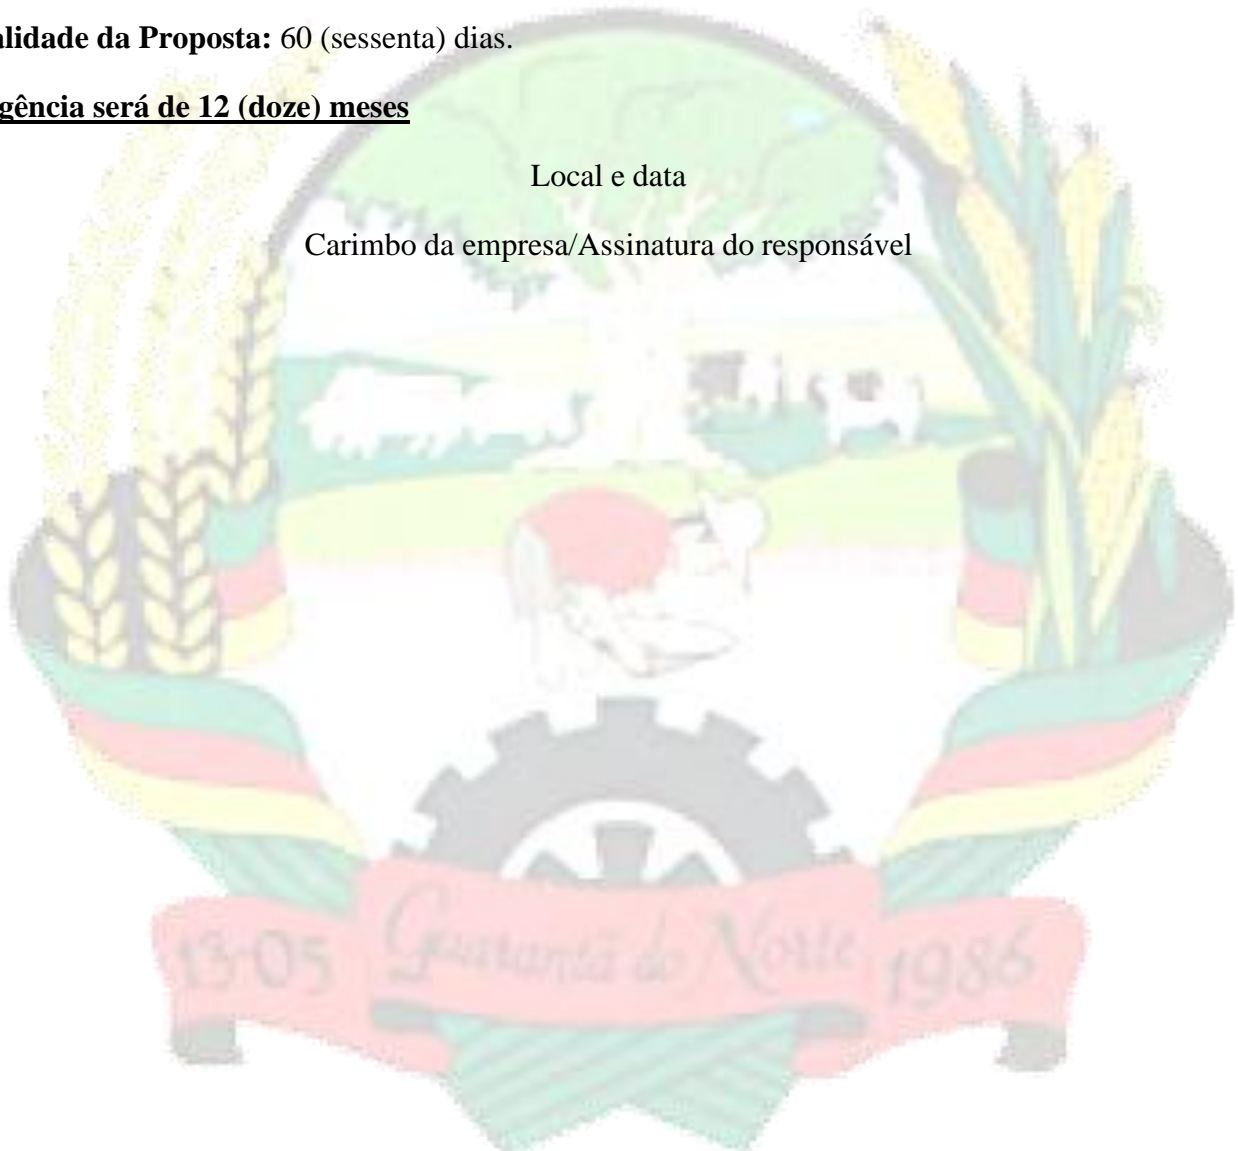 alidade da Proposta: 60 (sessenta) dias.
gência será de 12 (doze) meses
Local e data
Carimbo da empresa/Assinatura do responsável
13-05 Guarantã do Norte 1986